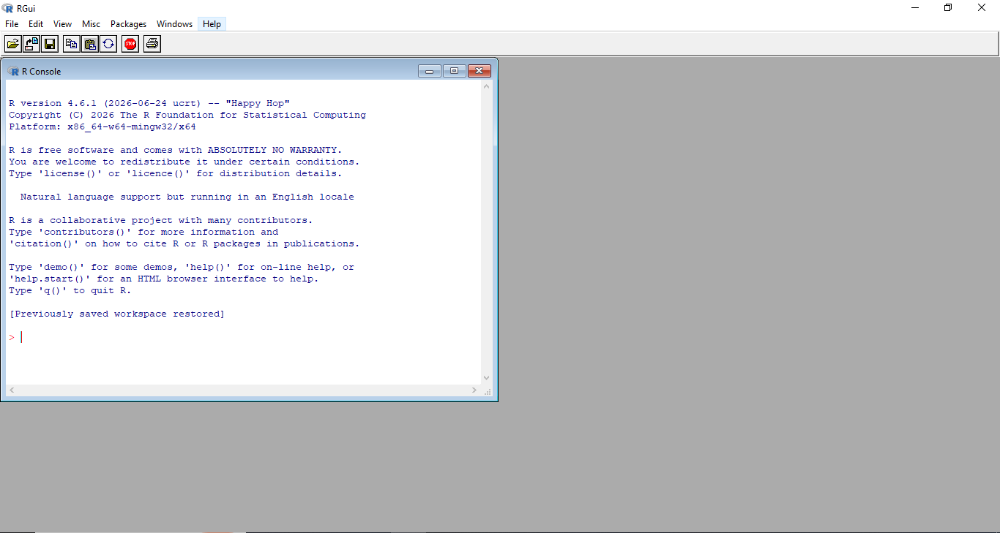 RGui
File Edit View Misc Packages Windows Help
STOP
R Console
R version 4.6.1 (2026-06-24 ucrt) -- "Happy Hop"
Copyright (C) 2026 The R Foundation for Statistical Computing
Platform: x86_64-w64-mingw32/x64
R is free software and comes with ABSOLUTELY NO WARRANTY.
You are welcome to redistribute it under certain conditions.
Type 'license()' or 'licence()' for distribution details.
Natural language support but running in an English locale
R is a collaborative project with many contributors.
Type 'contributors()' for more information and
'citation()' on how to cite R or R packages in publications.
Type 'demo()' for some demos, 'help()' for on-line help, or
'help.start()' for an HTML browser interface to help.
Type 'q()' to quit R.
[Previously saved workspace restored]
>